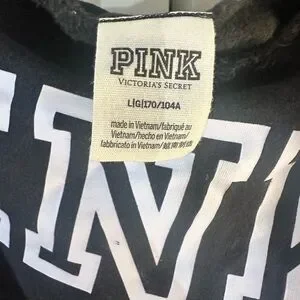 PINK
VICTORIA'S SECRET
L|G|170/104A
made in Vietnam/fabriqué au
Vietnam/hecho en Vietnam/
fabbricato in Vietnam/
INK